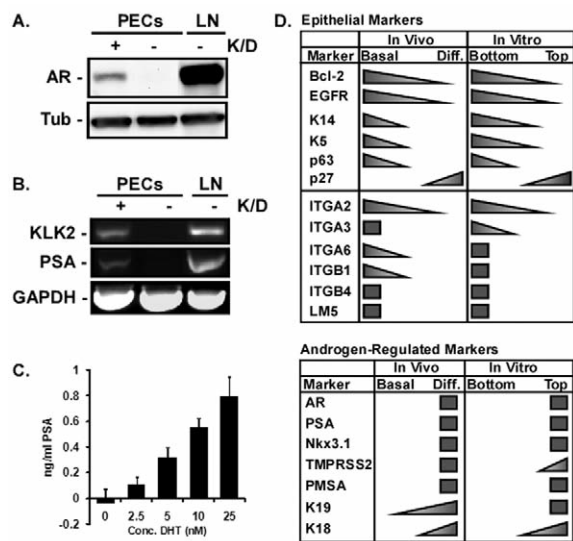 A.
PECs LN
+ - - K/D
AR -
Tub -
B.
PECs LN
+ - - K/D
KLK2 -
PSA -
GAPDH -
C.
ng/ml PSA
1
0.8
0.6
0.4
0.2
0
-0.2
0 2.5 5 10 25
Conc. DHT (nM)
D. Epithelial Markers
In Vivo In Vitro
Marker Basal Diff. Bottom Top
Bcl-2
EGFR
K14
K5
p63
p27
ITGA2
ITGA3
ITGA6
ITGB1
ITGB4
LM5
Androgen-Regulated Markers
In Vivo In Vitro
Marker Basal Diff. Bottom Top
AR
PSA
Nkx3.1
TMPRSS2
PMSA
K19
K18